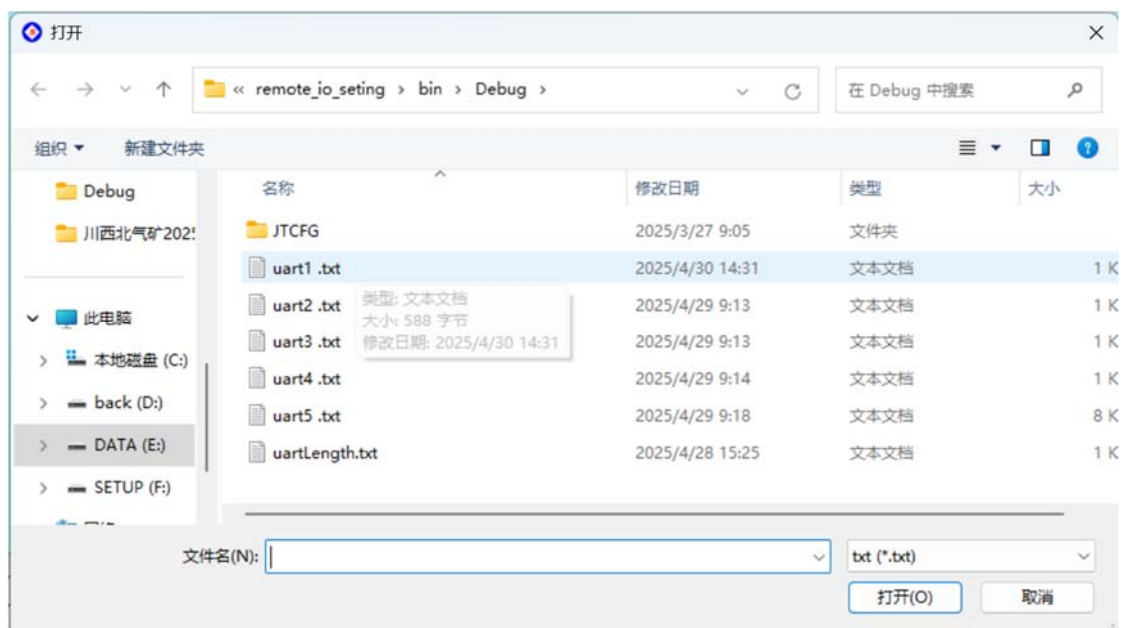 打开
« remote_io_seting › bin › Debug ›
在 Debug 中搜索
组织 新建文件夹
名称 修改日期 类型 大小
Debug
川西北气矿202
此电脑
本地磁盘 (C:)
back (D:)
DATA (E:)
SETUP (F:)
JTCFG 2025/3/27 9:05 文件夹
uart1 .txt 2025/4/30 14:31 文本文档 1 K
uart2 .txt 2025/4/29 9:13 文本文档 1 K
uart3 .txt 2025/4/29 9:13 文本文档 1 K
uart4 .txt 2025/4/29 9:14 文本文档 1 K
uart5 .txt 2025/4/29 9:18 文本文档 8 K
uartLength.txt 2025/4/28 15:25 文本文档 1 K
类型: 文本文档
大小: 588 字节
修改日期: 2025/4/30 14:31
文件名(N):
txt (*.txt)
打开(O) 取消